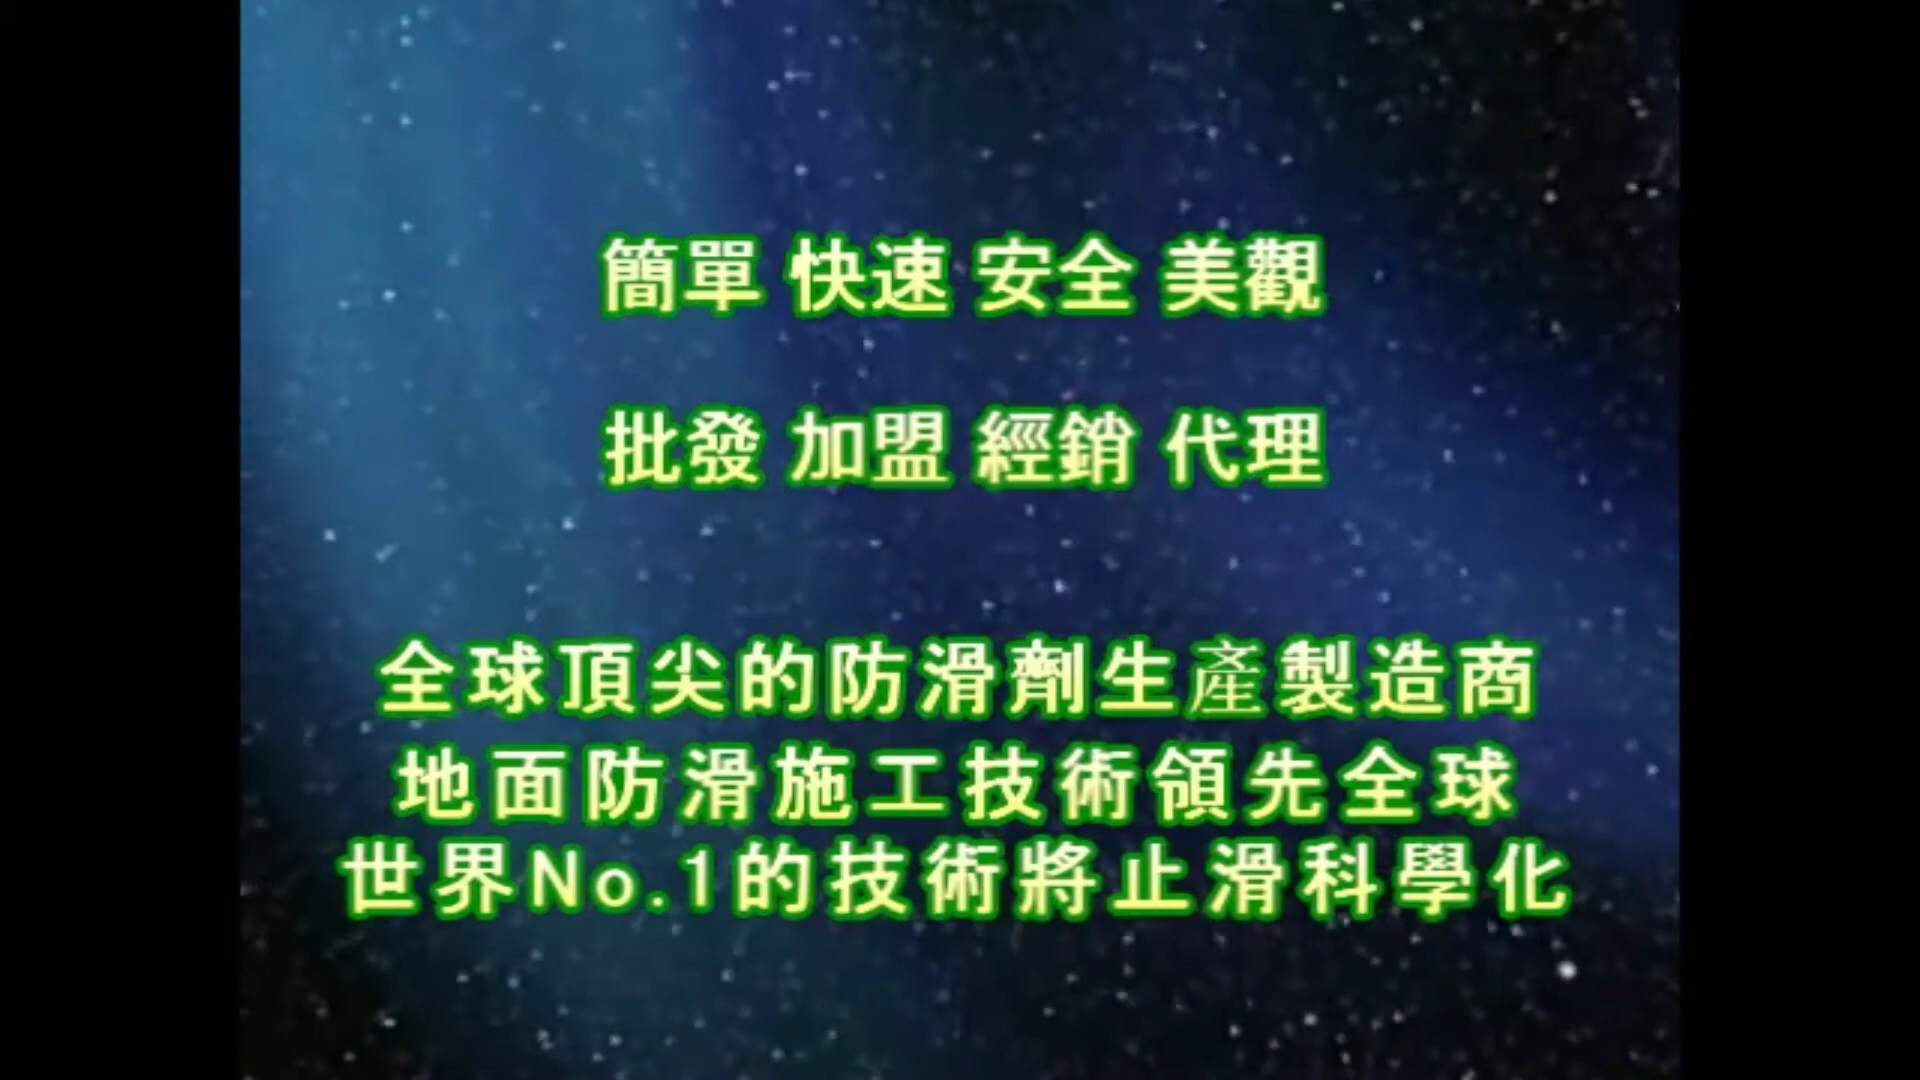 簡單 快速 安全 美觀
批發 加盟 經銷 代理
全球頂尖的防滑劑生產製造商
地面防滑施工技術領先全球
世界No.1的技術將止滑科學化